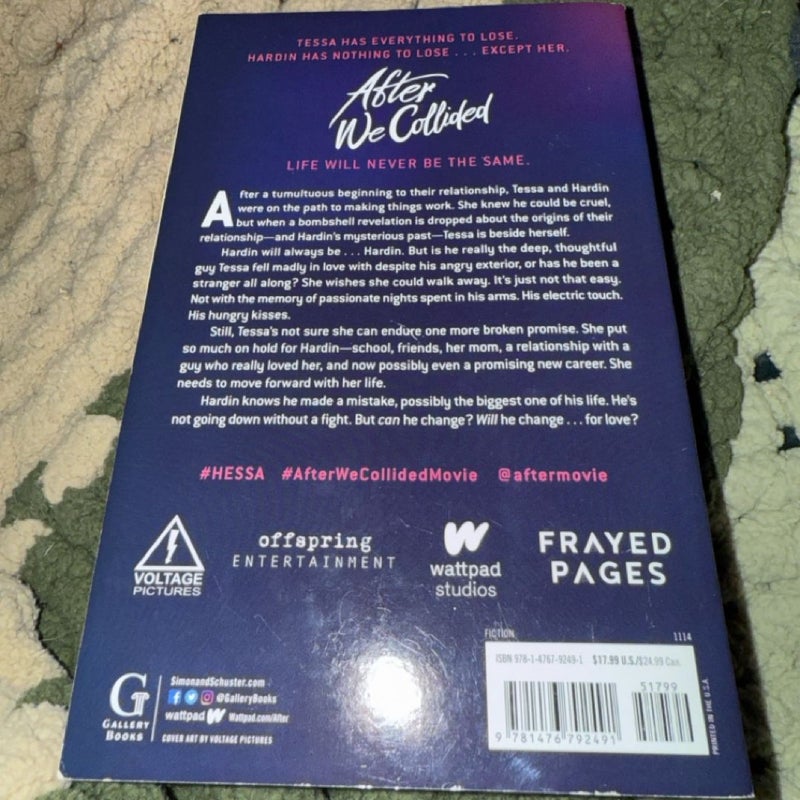 TESSA HAS EVERYTHING TO LOSE.
HARDIN HAS NOTHING TO LOSE . . . EXCEPT HER.
After
We Collided
LIFE WILL NEVER BE THE SAME.
After a tumultuous beginning to their relationship, Tessa and Hardin
were on the path to making things work. She knew he could be cruel,
but when a bombshell revelation is dropped about the origins of their
relationship—and Hardin's mysterious past—Tessa is beside herself.
Hardin will always be . . . Hardin. But is he really the deep, thoughtful
guy Tessa fell madly in love with despite his angry exterior, or has he been a
stranger all along? She wishes she could walk away. It's just not that easy.
Not with the memory of passionate nights spent in his arms. His electric touch.
His hungry kisses.
Still, Tessa's not sure she can endure one more broken promise. She put
so much on hold for Hardin—school, friends, her mom, a relationship with a
guy who really loved her, and now possibly even a promising new career. She
needs to move forward with her life.
Hardin knows he made a mistake, possibly the biggest one of his life. He's
not going down without a fight. But can he change? Will he change . . . for love?
#HESSA #AfterWeCollidedMovie @aftermovie
VOLTAGE
PICTURES
offspring
ENTERTAINMENT
wattpad
studios
FRAYED
PAGES
G
GALLERY
BOOKS
SimonandSchuster.com
@GalleryBooks
wattpad Wattpad.com/After
COVER ART BY VOLTAGE PICTURES
FICTION 1114
ISBN 978-1-4767-9249-1 $17.99 U.S./$24.99 Can.
51799
9 781476 792491
PRINTED IN THE U.S.A.